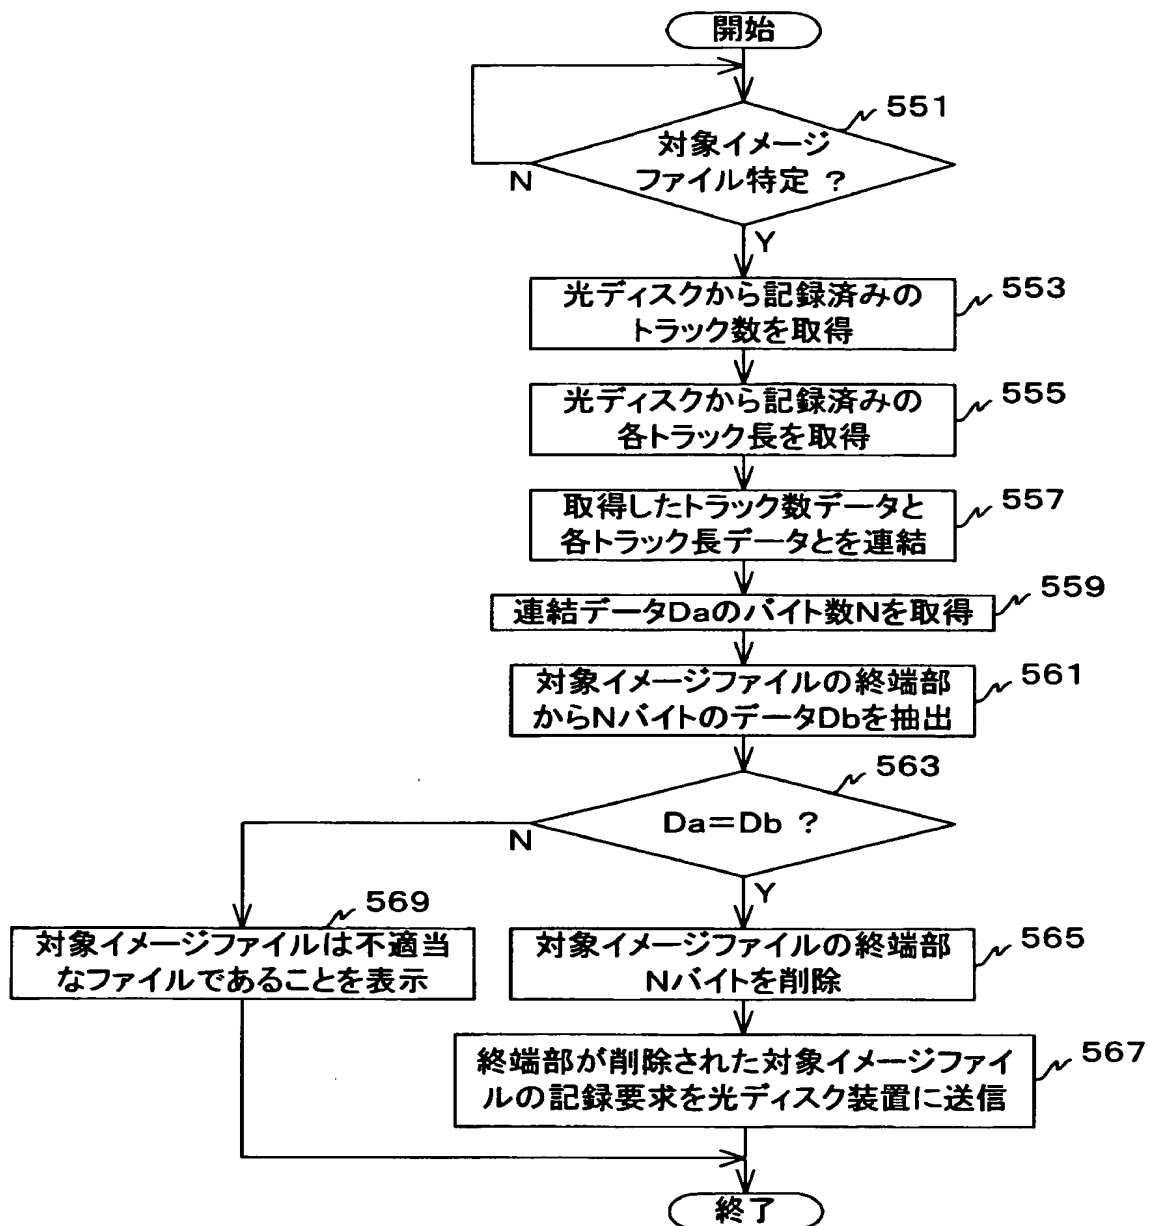 開始
551
対象イメージ
ファイル特定 ?
N
Y
光ディスクから記録済みの
トラック数を取得
553
光ディスクから記録済みの
各トラック長を取得
555
取得したトラック数データと
各トラック長データとを連結
557
連結データDaのバイト数Nを取得
559
対象イメージファイルの終端部
からNバイトのデータDbを抽出
561
563
Da=Db ?
N
Y
569
対象イメージファイルは不適当
なファイルであることを表示
対象イメージファイルの終端部
Nバイトを削除
565
終端部が削除された対象イメージファイ
ルの記録要求を光ディスク装置に送信
567
終了